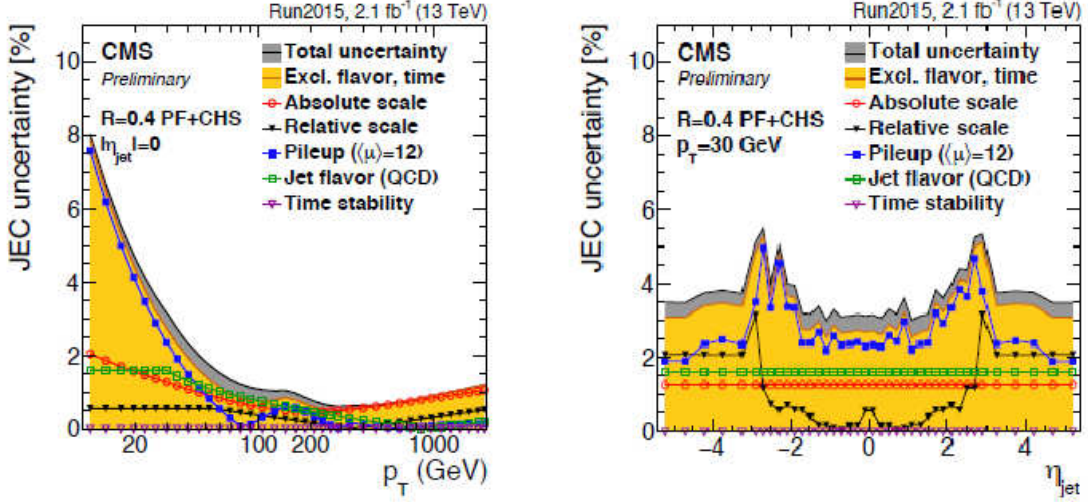 Run2015, 2.1 fb⁻¹ (13 TeV)
JEC uncertainty [%]
10
8
6
4
2
0
CMS
Preliminary
R=0.4 PF+CHS
|η_jet|=0
Total uncertainty
Excl. flavor, time
Absolute scale
Relative scale
Pileup (⟨μ⟩=12)
Jet flavor (QCD)
Time stability
20 100 200 1000
p_T (GeV)
Run2015, 2.1 fb⁻¹ (13 TeV)
JEC uncertainty [%]
10
8
6
4
2
0
CMS
Preliminary
R=0.4 PF+CHS
p_T=30 GeV
Total uncertainty
Excl. flavor, time
Absolute scale
Relative scale
Pileup (⟨μ⟩=12)
Jet flavor (QCD)
Time stability
−4 −2 0 2 4
η_jet